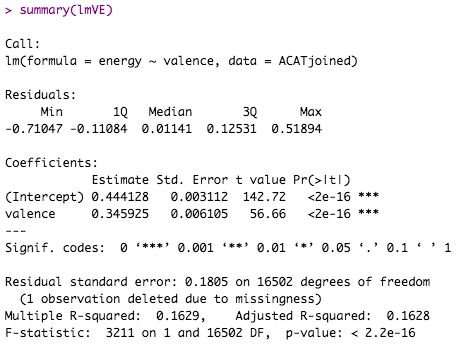 > summary(lmVE)
Call:
lm(formula = energy ~ valence, data = ACATjoined)
Residuals:
     Min       1Q   Median       3Q      Max
-0.71047 -0.11084  0.01141  0.12531  0.51894
Coefficients:
            Estimate Std. Error t value Pr(>|t|)
(Intercept) 0.444128   0.003112  142.72   <2e-16 ***
valence     0.345925   0.006105   56.66   <2e-16 ***
---
Signif. codes:  0 ‘***’ 0.001 ‘**’ 0.01 ‘*’ 0.05 ‘.’ 0.1 ‘ ’ 1
Residual standard error: 0.1805 on 16502 degrees of freedom
  (1 observation deleted due to missingness)
Multiple R-squared:  0.1629,    Adjusted R-squared:  0.1628
F-statistic:  3211 on 1 and 16502 DF,  p-value: < 2.2e-16